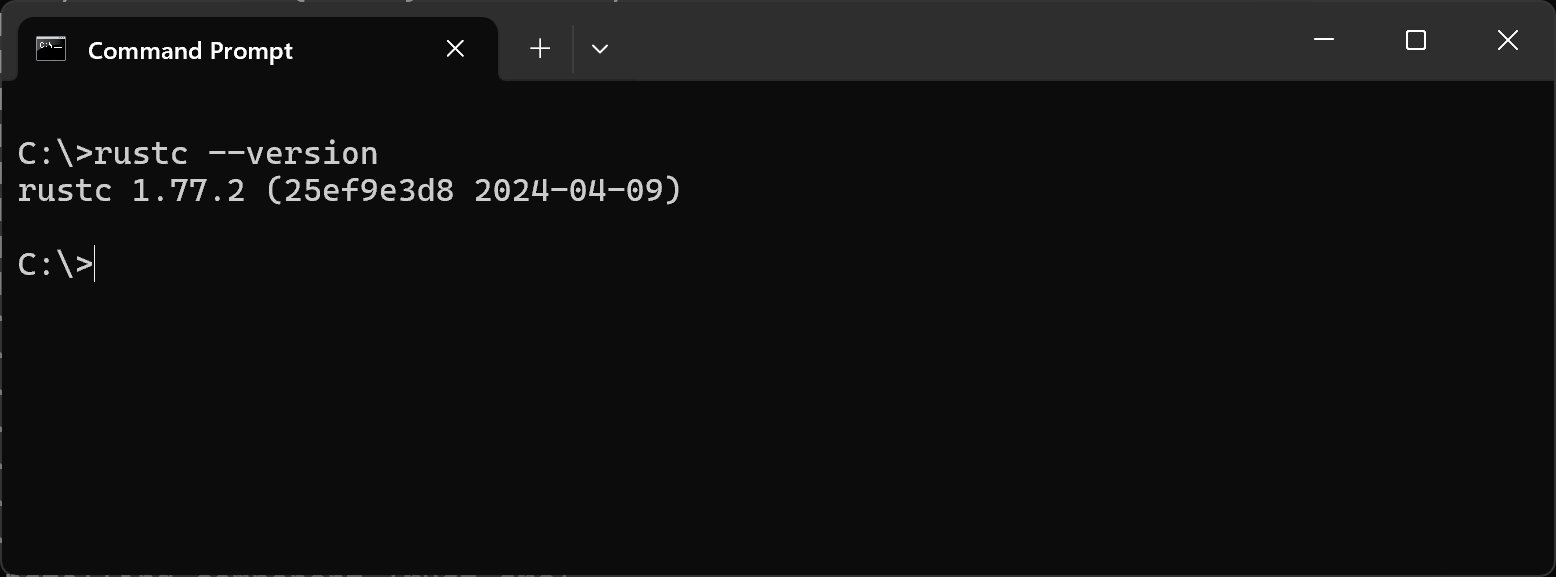 Command Prompt
C:\>rustc --version
rustc 1.77.2 (25ef9e3d8 2024-04-09)
C:\>